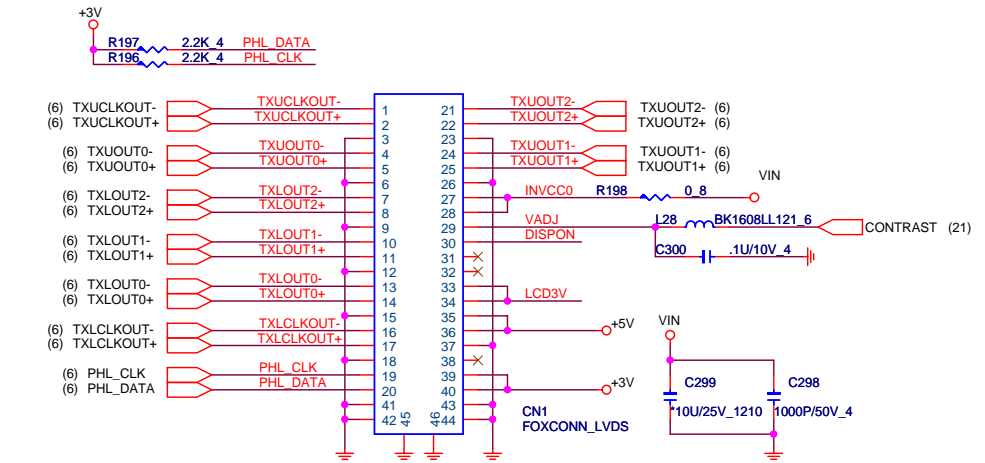 +3V
R197 2.2K_4 PHL_DATA
R196 2.2K_4 PHL_CLK
(6) TXUCLKOUT- TXUCLKOUT- 1 21 TXUOUT2- TXUOUT2- (6)
(6) TXUCLKOUT+ TXUCLKOUT+ 2 22 TXUOUT2+ TXUOUT2+ (6)
3 23
(6) TXUOUT0- TXUOUT0- 4 24 TXUOUT1- TXUOUT1- (6)
(6) TXUOUT0+ TXUOUT0+ 5 25 TXUOUT1+ TXUOUT1+ (6)
6 26 VIN
(6) TXLOUT2- TXLOUT2- 7 27 INVCC0 R198 0_8
(6) TXLOUT2+ TXLOUT2+ 8 28
9 29 VADJ L28 BK1608LL121_6 CONTRAST (21)
(6) TXLOUT1- TXLOUT1- 10 30 DISPON
(6) TXLOUT1+ TXLOUT1+ 11 31 C300 .1U/10V_4
12 32
(6) TXLOUT0- TXLOUT0- 13 33
(6) TXLOUT0+ TXLOUT0+ 14 34 LCD3V
15 35
(6) TXLCLKOUT- TXLCLKOUT- 16 36 +5V VIN
(6) TXLCLKOUT+ TXLCLKOUT+ 17 37
18 38
(6) PHL_CLK PHL_CLK 19 39
(6) PHL_DATA PHL_DATA 20 40 +3V C299 C298
41 43 CN1 *10U/25V_1210 1000P/50V_4
42 45 46 44 FOXCONN_LVDS